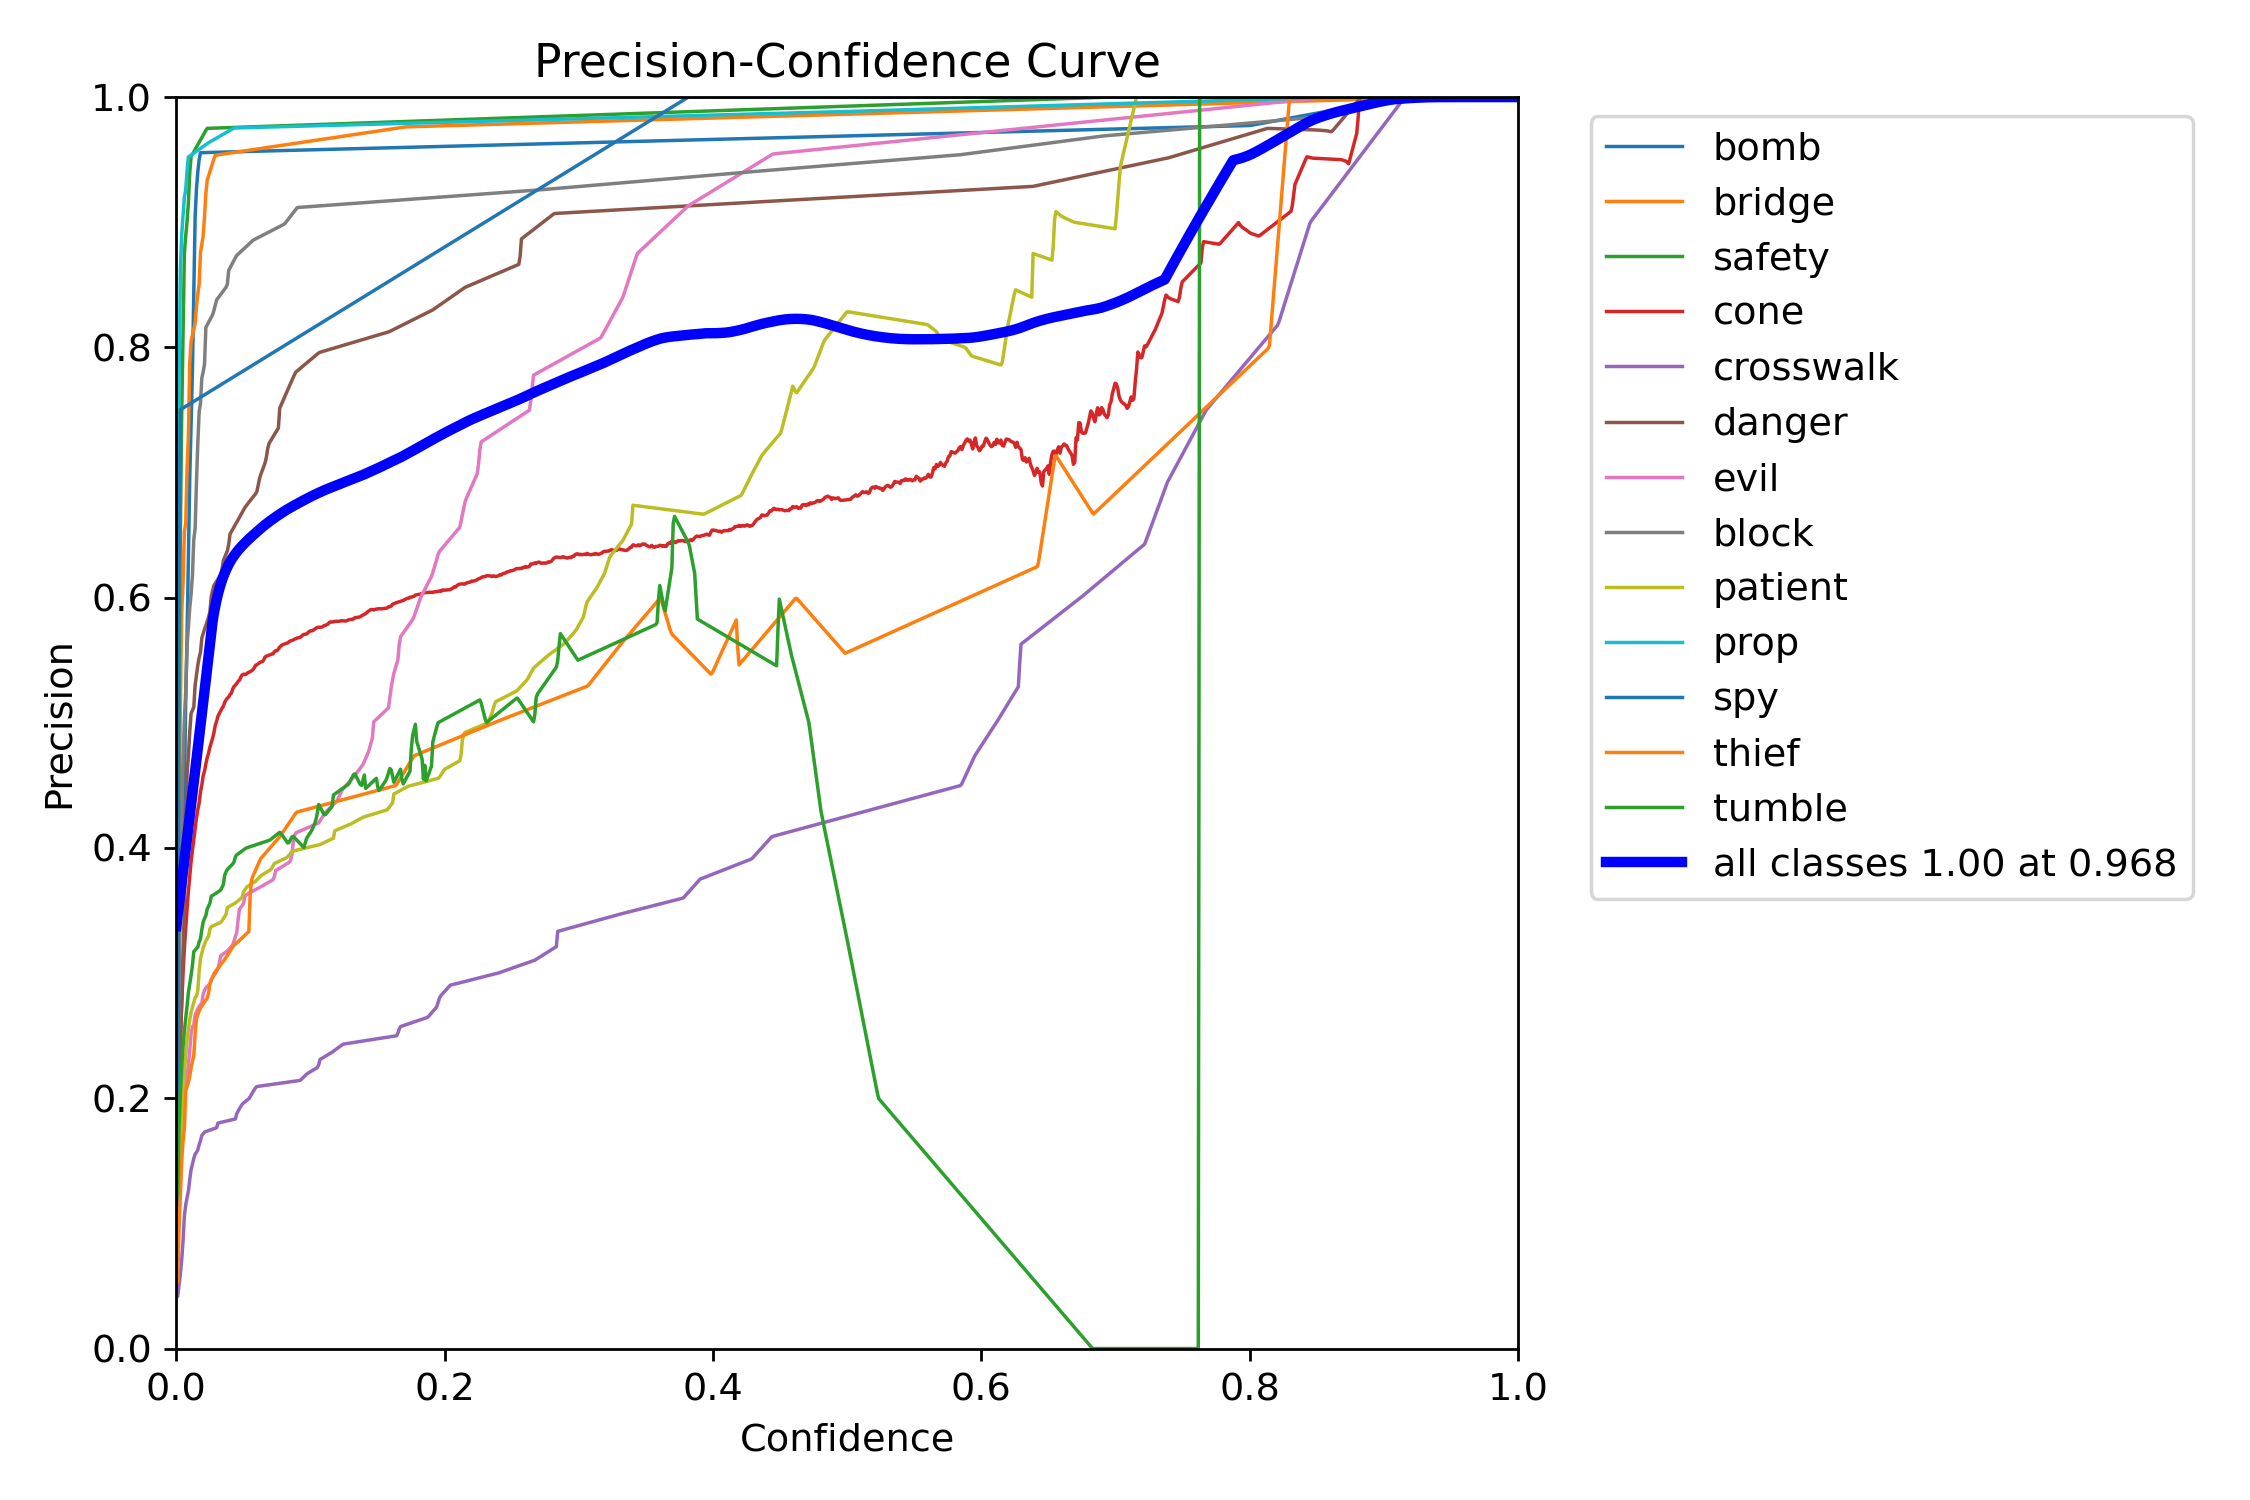 Precision-Confidence Curve
1.0
0.8
0.6
0.4
0.2
0.0
Precision
0.0 0.2 0.4 0.6 0.8 1.0
Confidence
bomb
bridge
safety
cone
crosswalk
danger
evil
block
patient
prop
spy
thief
tumble
all classes 1.00 at 0.968